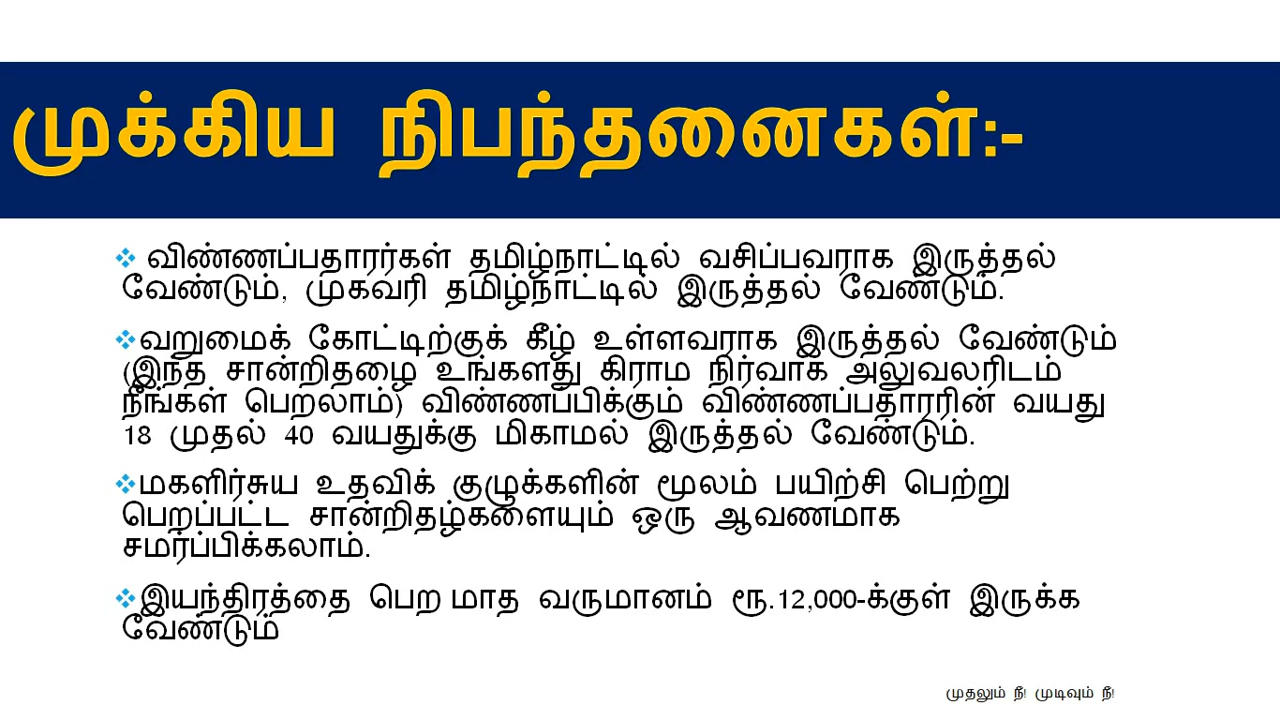 முக்கிய நிபந்தனைகள்:-
விண்ணப்பதாரர்கள் தமிழ்நாட்டில் வசிப்பவராக இருத்தல்
வேண்டும், முகவரி தமிழ்நாட்டில் இருத்தல் வேண்டும்.
வறுமைக் கோட்டிற்குக் கீழ் உள்ளவராக இருத்தல் வேண்டும்
(இந்த சான்றிதழை உங்களது கிராம நிர்வாக அலுவலரிடம்
நீங்கள் பெறலாம்) விண்ணப்பிக்கும் விண்ணப்பதாரரின் வயது
18 முதல் 40 வயதுக்கு மிகாமல் இருத்தல் வேண்டும்.
மகளிர்சுய உதவிக் குழுக்களின் மூலம் பயிற்சி பெற்று
பெறப்பட்ட சான்றிதழ்களையும் ஒரு ஆவணமாக
சமர்ப்பிக்கலாம்.
இயந்திரத்தை பெற மாத வருமானம் ரூ.12,000-க்குள் இருக்க
வேண்டும்
முதலும் நீ! முடிவும் நீ!